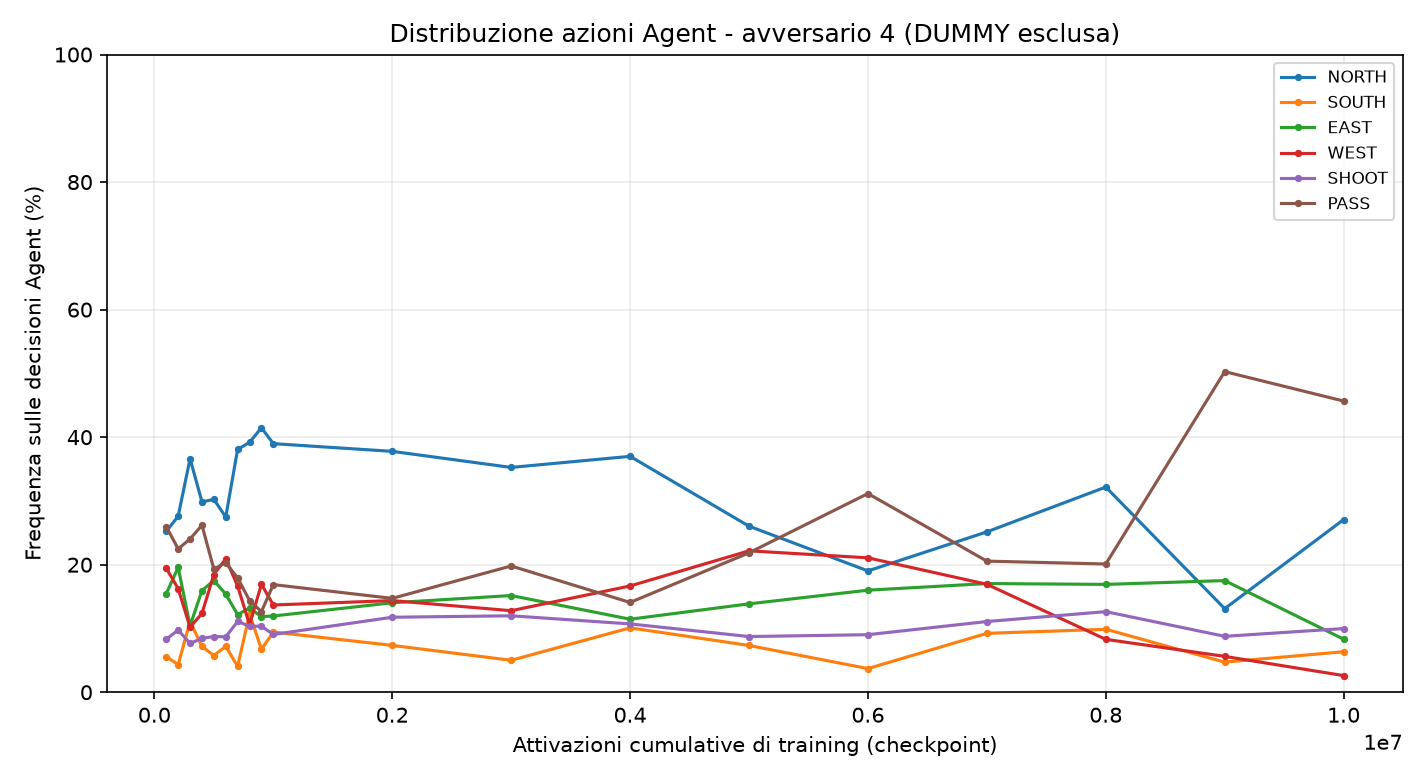 Distribuzione azioni Agent - avversario 4 (DUMMY esclusa)
100
80
60
40
20
0
Frequenza sulle decisioni Agent (%)
NORTH
SOUTH
EAST
WEST
SHOOT
PASS
0.0 0.2 0.4 0.6 0.8 1.0
1e7
Attivazioni cumulative di training (checkpoint)